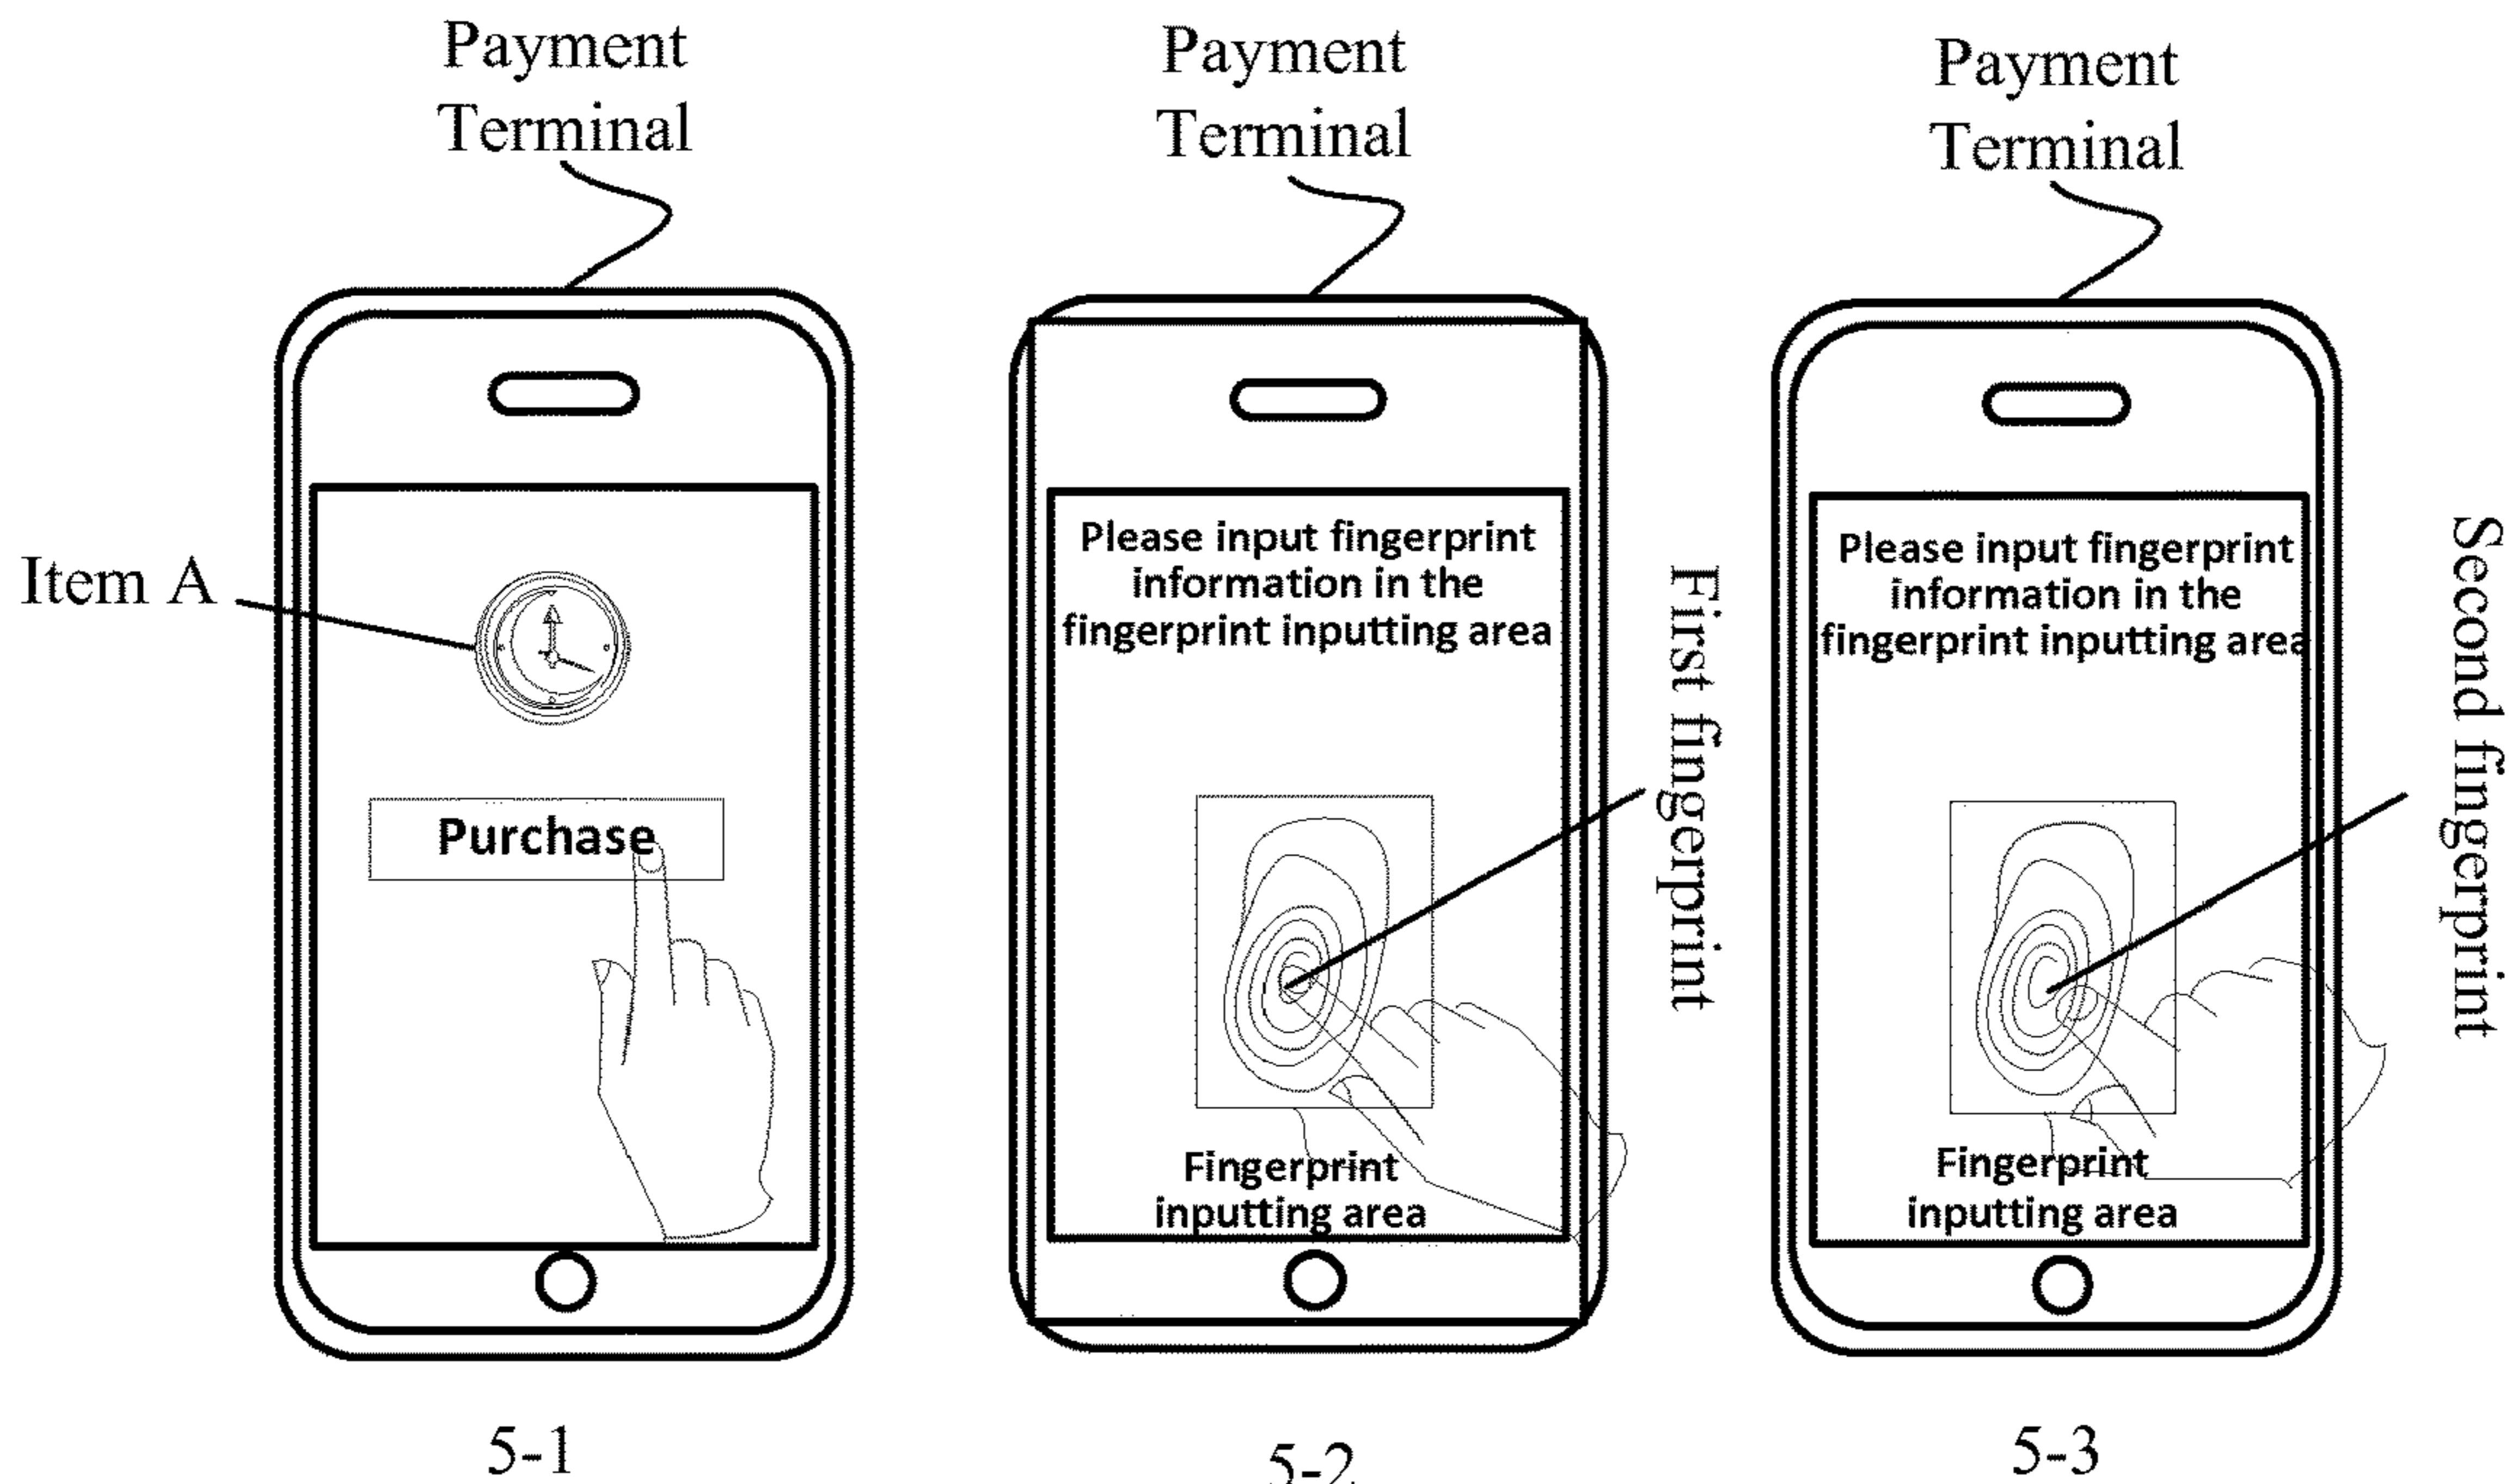 Payment
Terminal
Item A
Purchase
5-1
Payment
Terminal
Please input fingerprint
information in the
fingerprint inputting area
First fingerprint
Fingerprint
inputting area
5-2
Payment
Terminal
Please input fingerprint
information in the
fingerprint inputting area
Second fingerprint
Fingerprint
inputting area
5-3